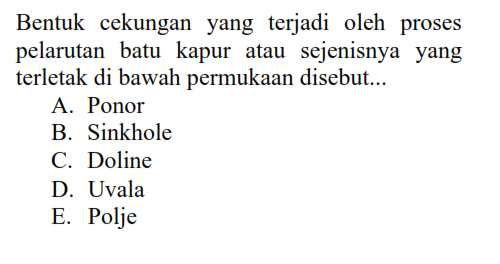 Bentuk cekungan yang terjadi oleh proses
pelarutan batu kapur atau sejenisnya yang
terletak di bawah permukaan disebut...
A. Ponor
B. Sinkhole
C. Doline
D. Uvala
E. Polje